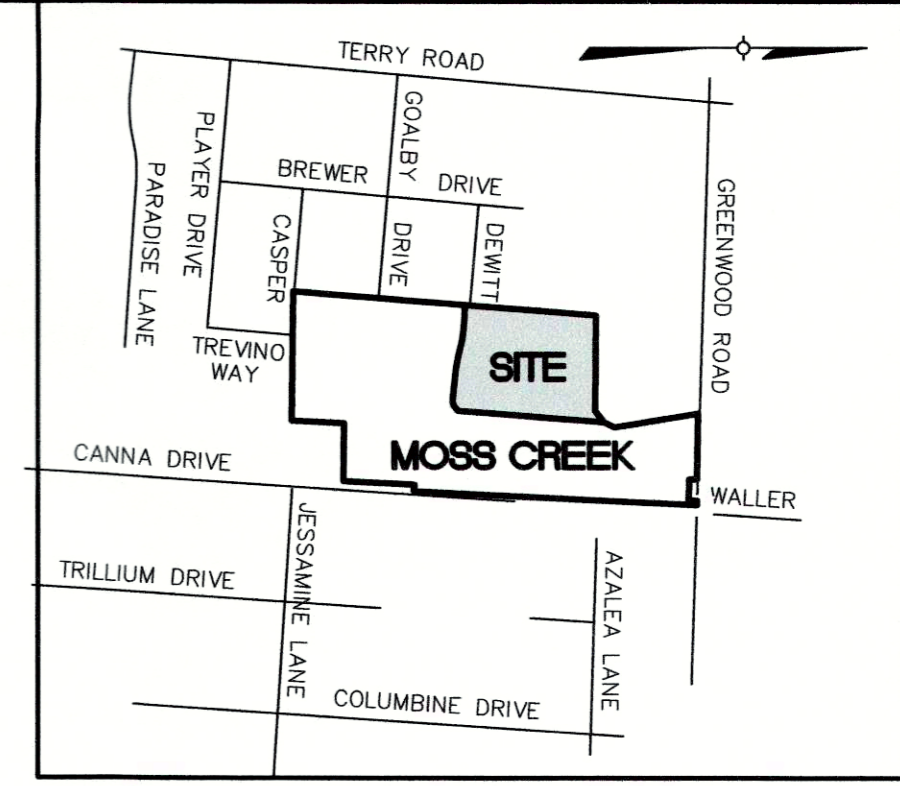 TERRY ROAD
GOALBY
PLAYER DRIVE
PARADISE LANE
BREWER DRIVE
GREENWOOD ROAD
CASPER
DRIVE
DEWITT
TREVINO
WAY
SITE
MOSS CREEK
CANNA DRIVE
WALLER
JESSAMINE LANE
TRILLIUM DRIVE
AZALEA LANE
COLUMBINE DRIVE